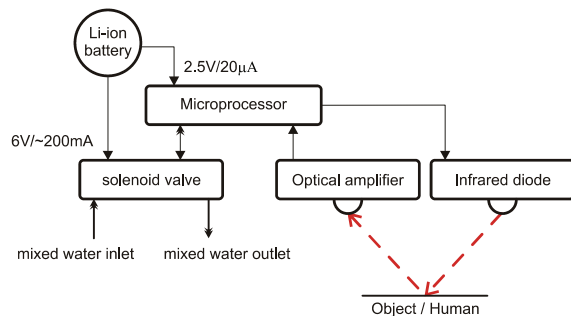 Li-ion
battery
2.5V/20µA
Microprocessor
6V/~200mA
solenoid valve
Optical amplifier
Infrared diode
mixed water inlet
mixed water outlet
Object / Human